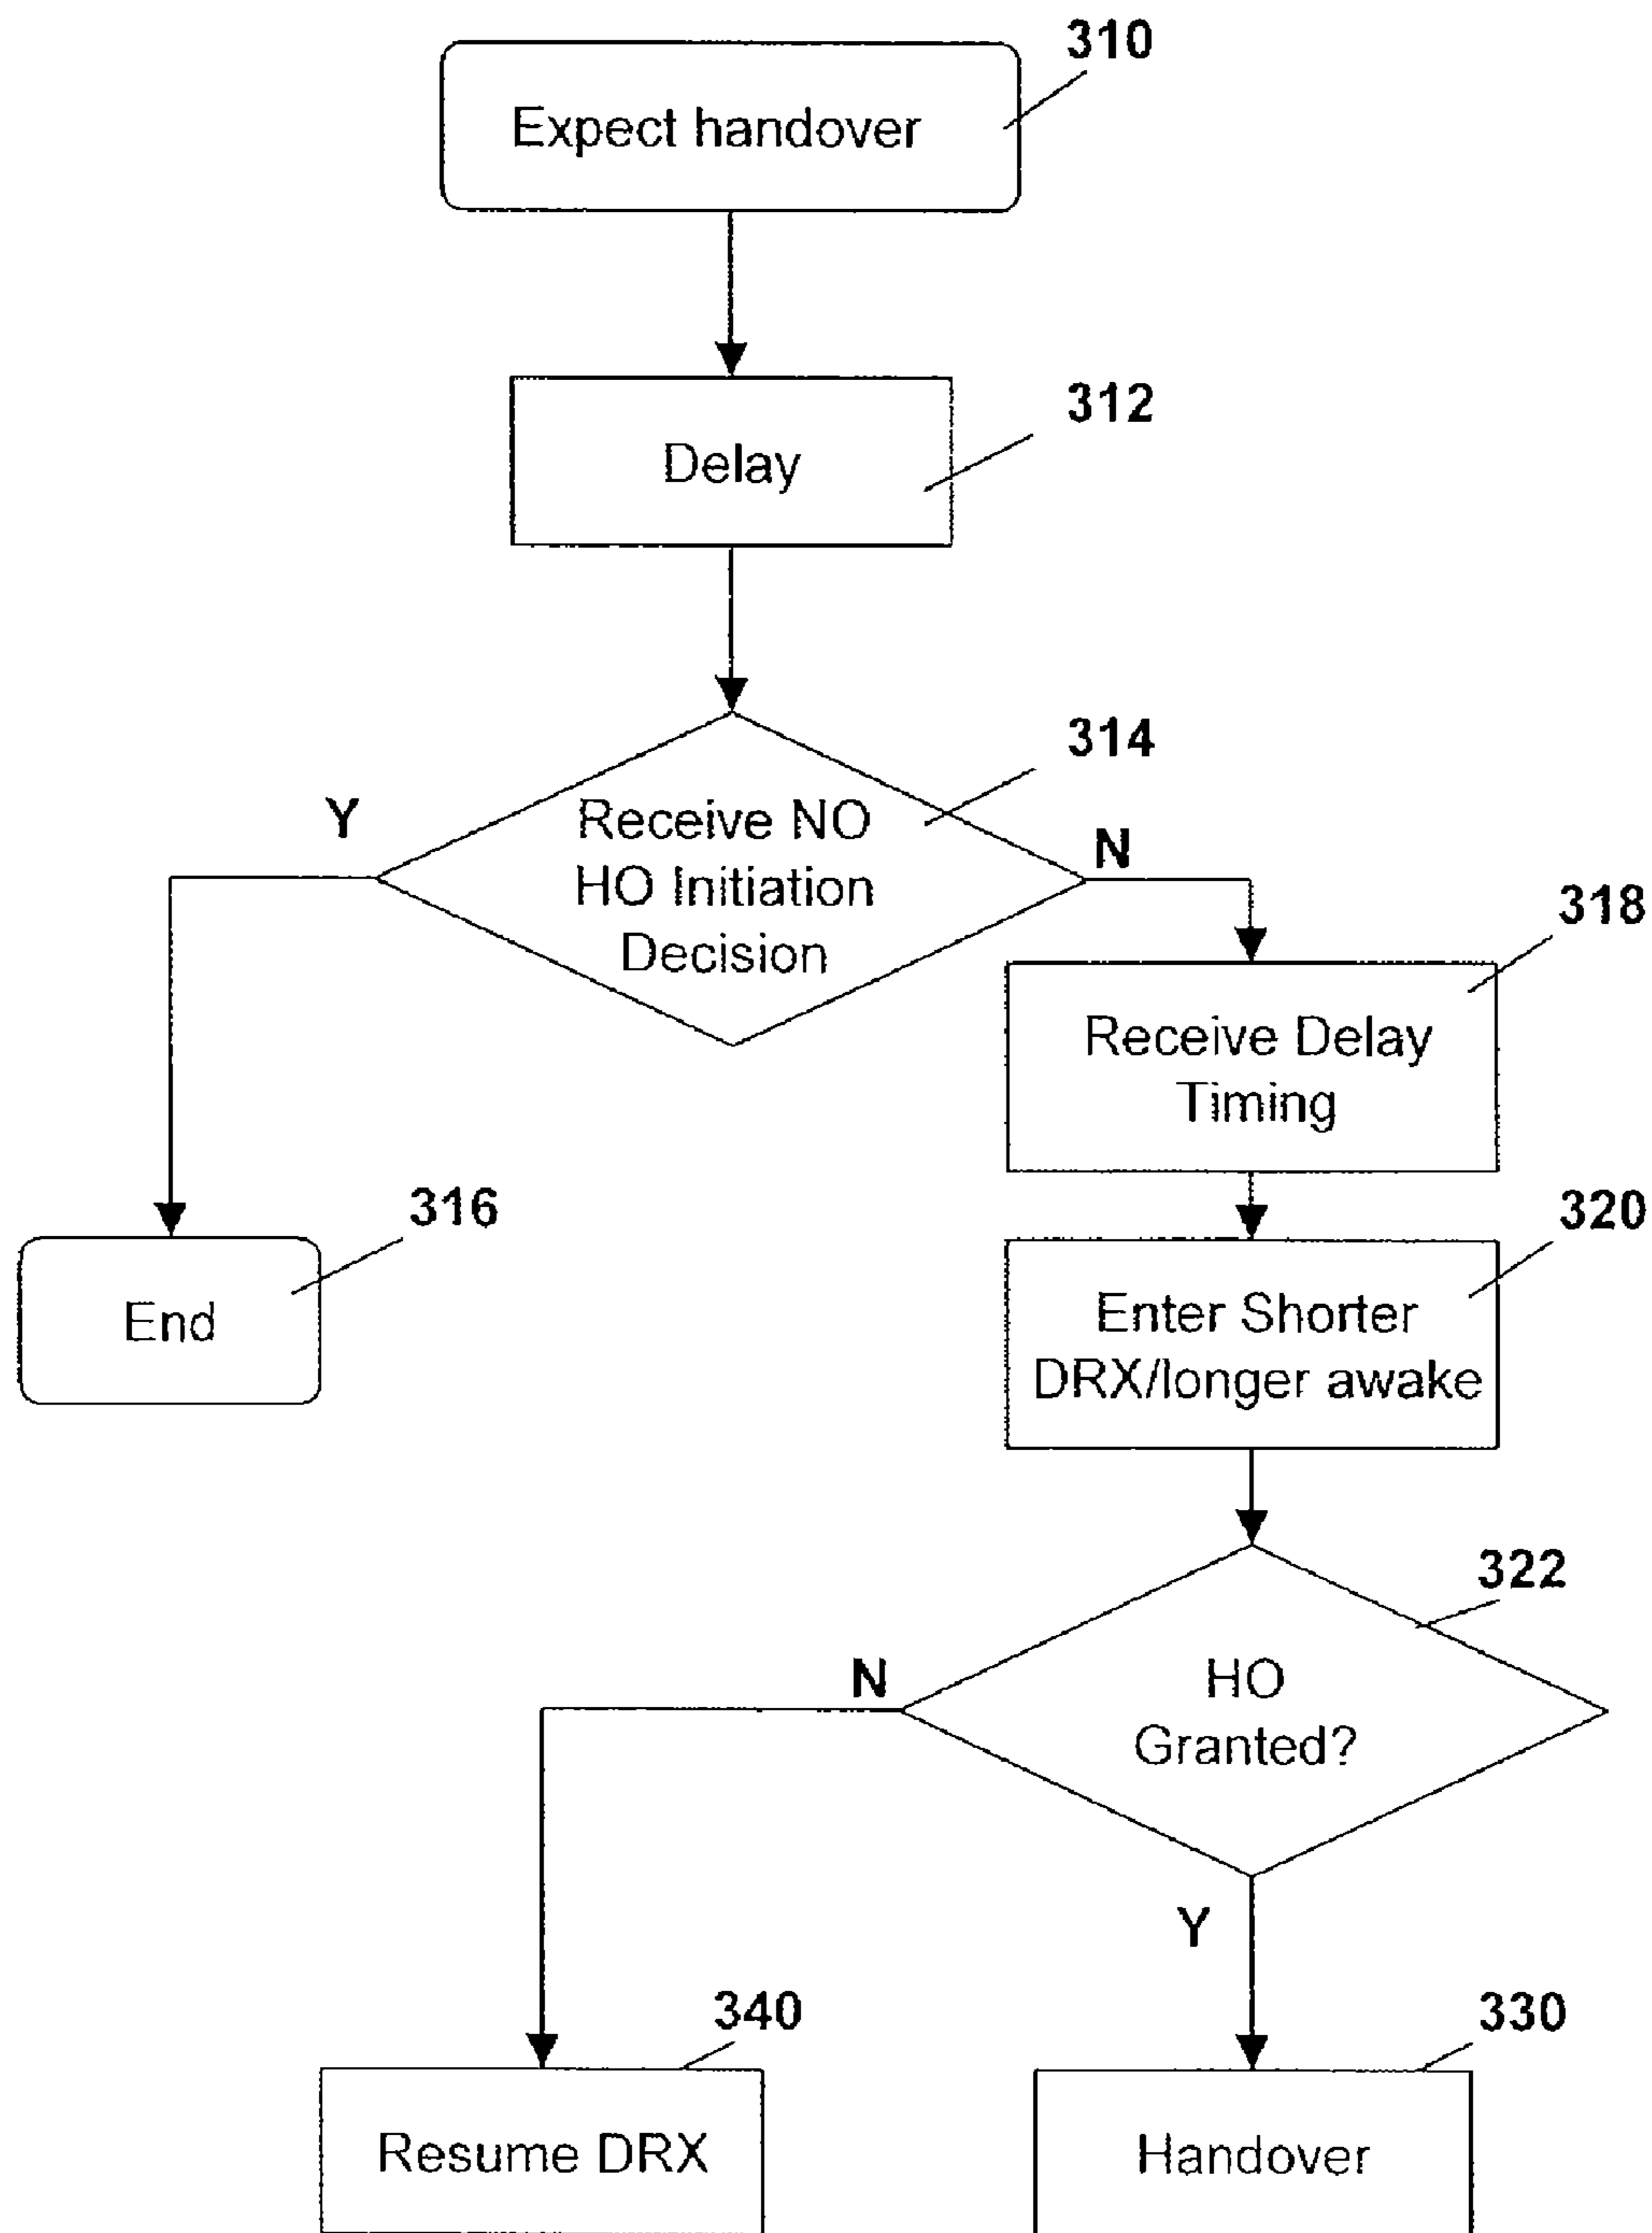 310
Expect handover
312
Delay
314
Y
Receive NO
HO Initiation
Decision
N
318
Receive Delay
Timing
316
End
320
Enter Shorter
DRX/longer awake
322
N
HO
Granted?
Y
340
Resume DRX
330
Handover